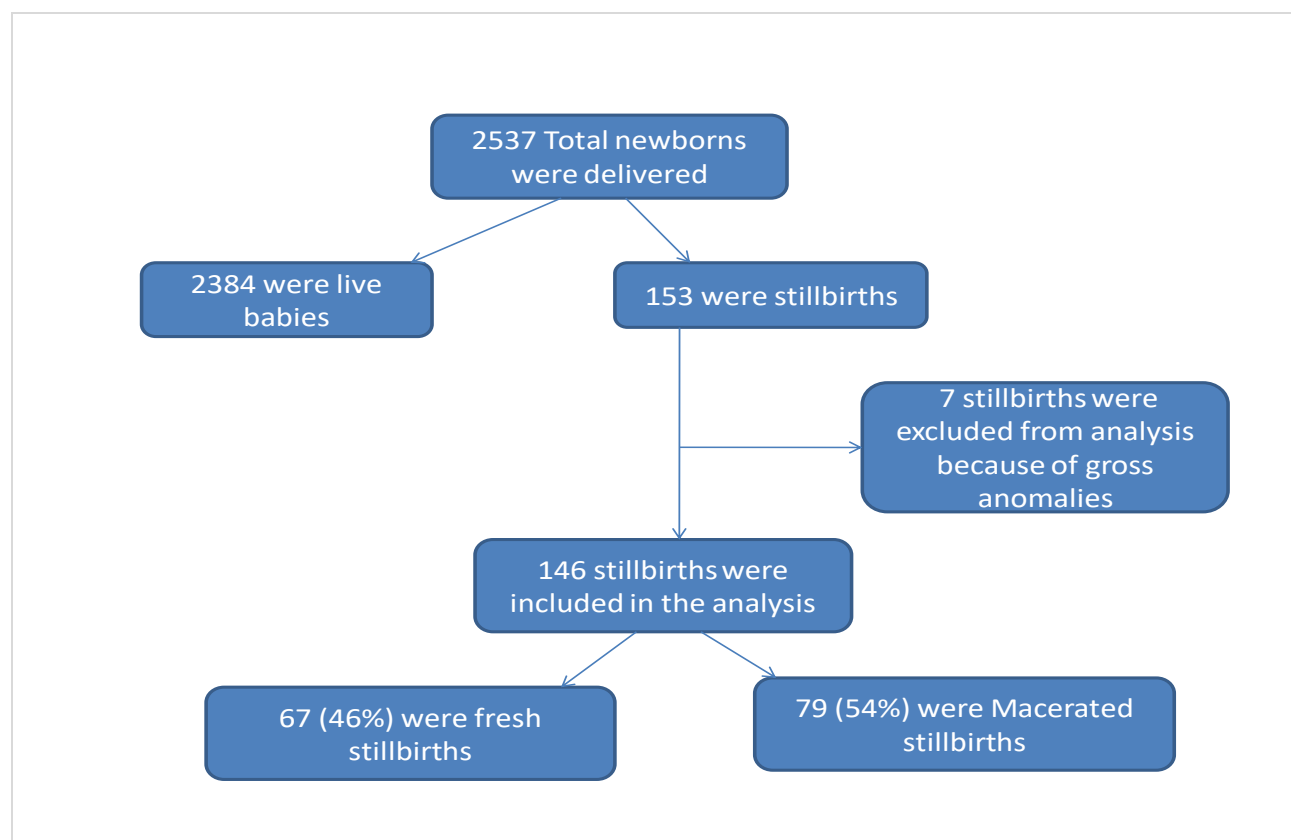 2537 Total newborns
were delivered
2384 were live
babies
153 were stillbirths
7 stillbirths were
excluded from analysis
because of gross
anomalies
146 stillbirths were
included in the analysis
67 (46%) were fresh
stillbirths
79 (54%) were Macerated
stillbirths